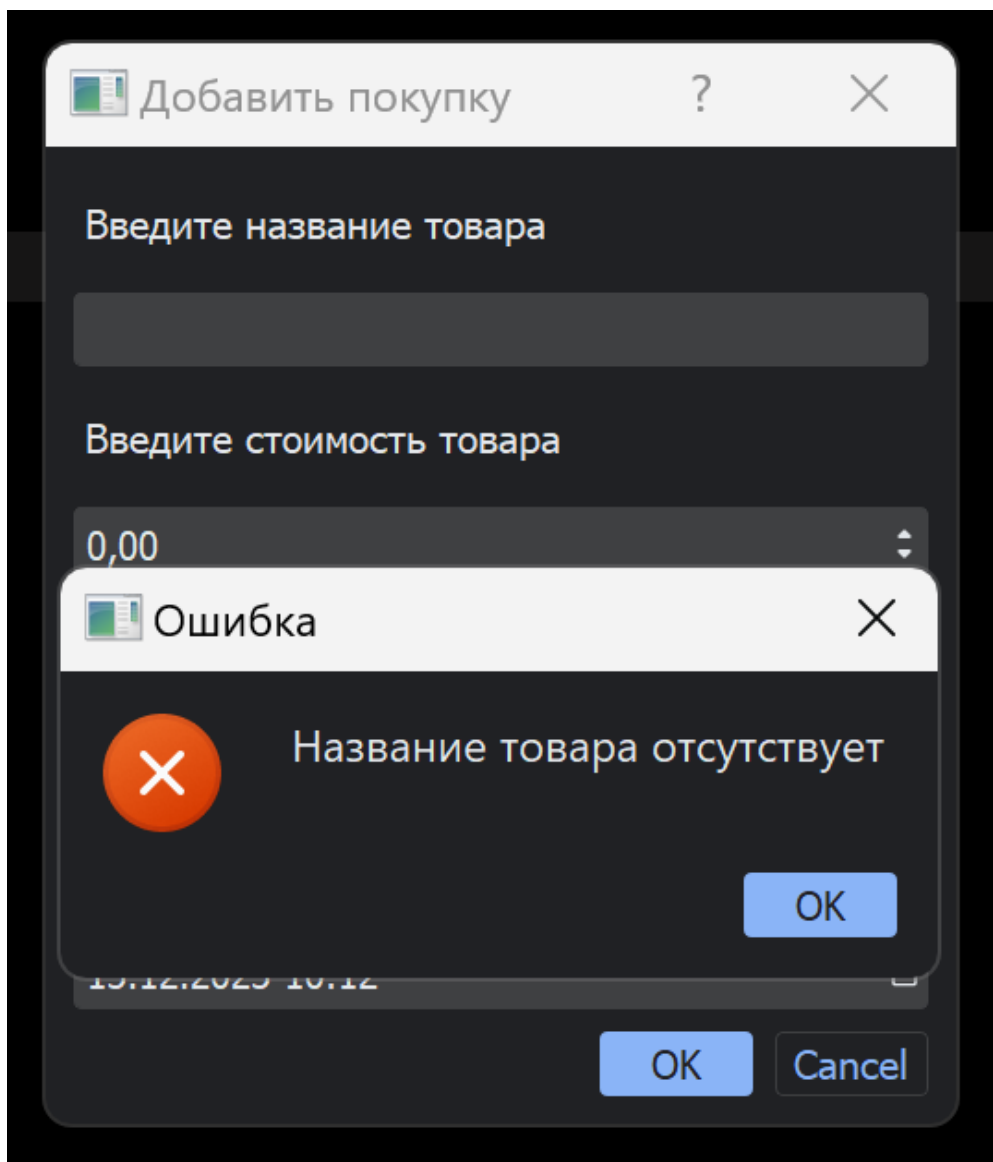 Добавить покупку ?
Введите название товара
Введите стоимость товара
0,00
Ошибка
Название товара отсутствует
OK
OK Cancel